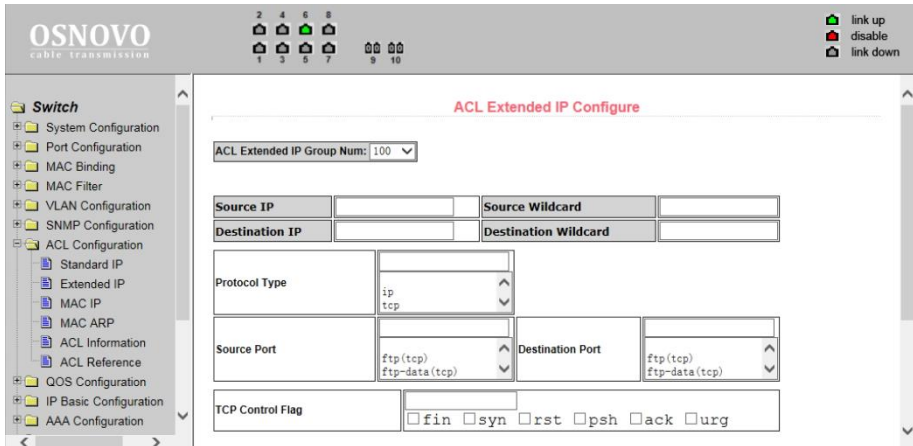 OSNOVO
cable transmission
2 4 6 8
1 3 5 7 9 10
link up
disable
link down
Switch
System Configuration
Port Configuration
MAC Binding
MAC Filter
VLAN Configuration
SNMP Configuration
ACL Configuration
Standard IP
Extended IP
MAC IP
MAC ARP
ACL Information
ACL Reference
QOS Configuration
IP Basic Configuration
AAA Configuration
ACL Extended IP Configure
ACL Extended IP Group Num: 100
Source IP Source Wildcard
Destination IP Destination Wildcard
Protocol Type
ip
tcp
Source Port
ftp(tcp)
ftp-data(tcp)
Destination Port
ftp(tcp)
ftp-data(tcp)
TCP Control Flag
fin syn rst psh ack urg